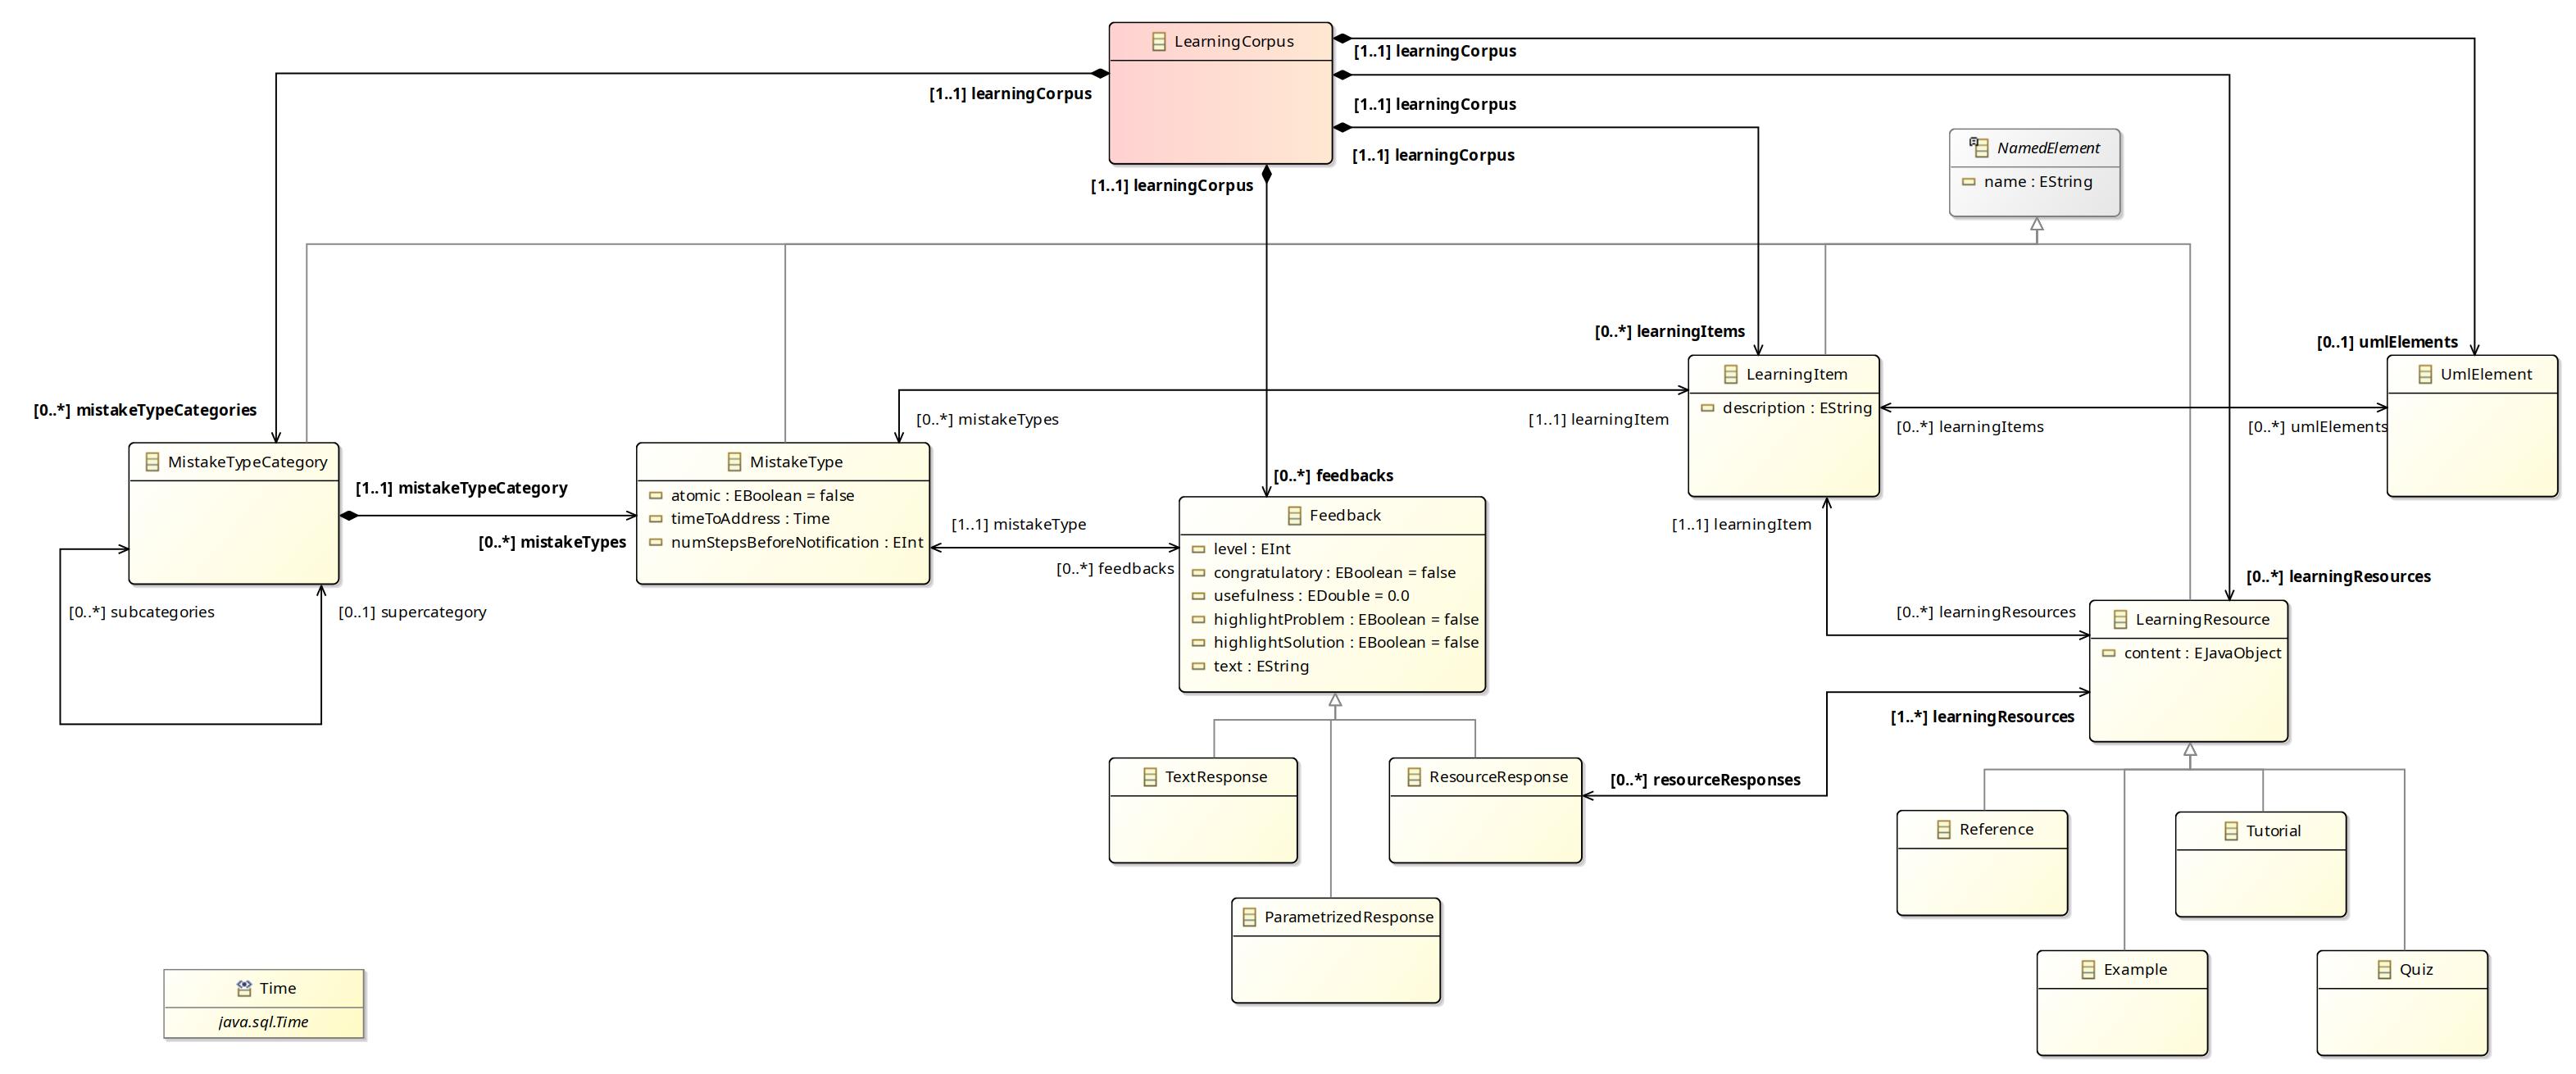 LearningCorpus
[1..1] learningCorpus
[1..1] learningCorpus
[1..1] learningCorpus
[1..1] learningCorpus
[1..1] learningCorpus
NamedElement
name : EString
[0..*] learningItems
[0..1] umlElements
LearningItem
description : EString
UmlElement
[0..*] mistakeTypeCategories
[0..*] mistakeTypes
[1..1] learningItem
[0..*] learningItems
[0..*] umlElements
MistakeTypeCategory
[1..1] mistakeTypeCategory
[0..*] mistakeTypes
MistakeType
atomic : EBoolean = false
timeToAddress : Time
numStepsBeforeNotification : EInt
[0..*] feedbacks
[1..1] mistakeType
[0..*] feedbacks
Feedback
level : EInt
congratulatory : EBoolean = false
usefulness : EDouble = 0.0
highlightProblem : EBoolean = false
highlightSolution : EBoolean = false
text : EString
[1..1] learningItem
[0..*] learningResources
[0..*] subcategories
[0..1] supercategory
[0..*] learningResources
LearningResource
content : EJavaObject
[1..*] learningResources
[0..*] resourceResponses
TextResponse
ResourceResponse
ParametrizedResponse
Reference
Tutorial
Example
Quiz
Time
java.sql.Time